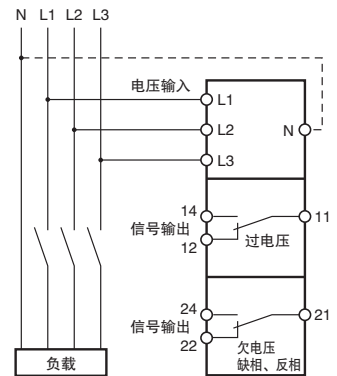 N L1 L2 L3
电压输入
L1
L2
N
L3
14
11
信号输出
过电压
12
24
21
信号输出
22
欠电压
缺相、反相
负载